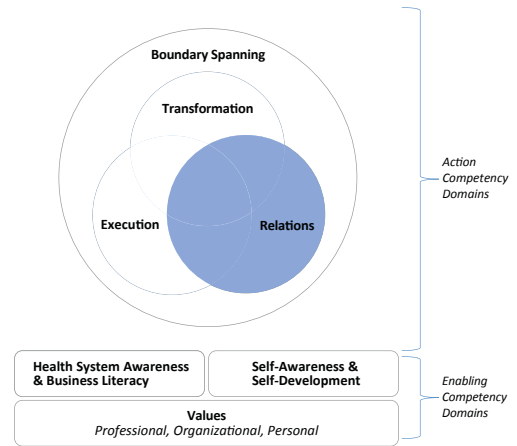 Boundary Spanning
Transformation
Execution
Relations
Action
Competency
Domains
Health System Awareness
& Business Literacy
Self-Awareness &
Self-Development
Enabling
Competency
Domains
Values
Professional, Organizational, Personal